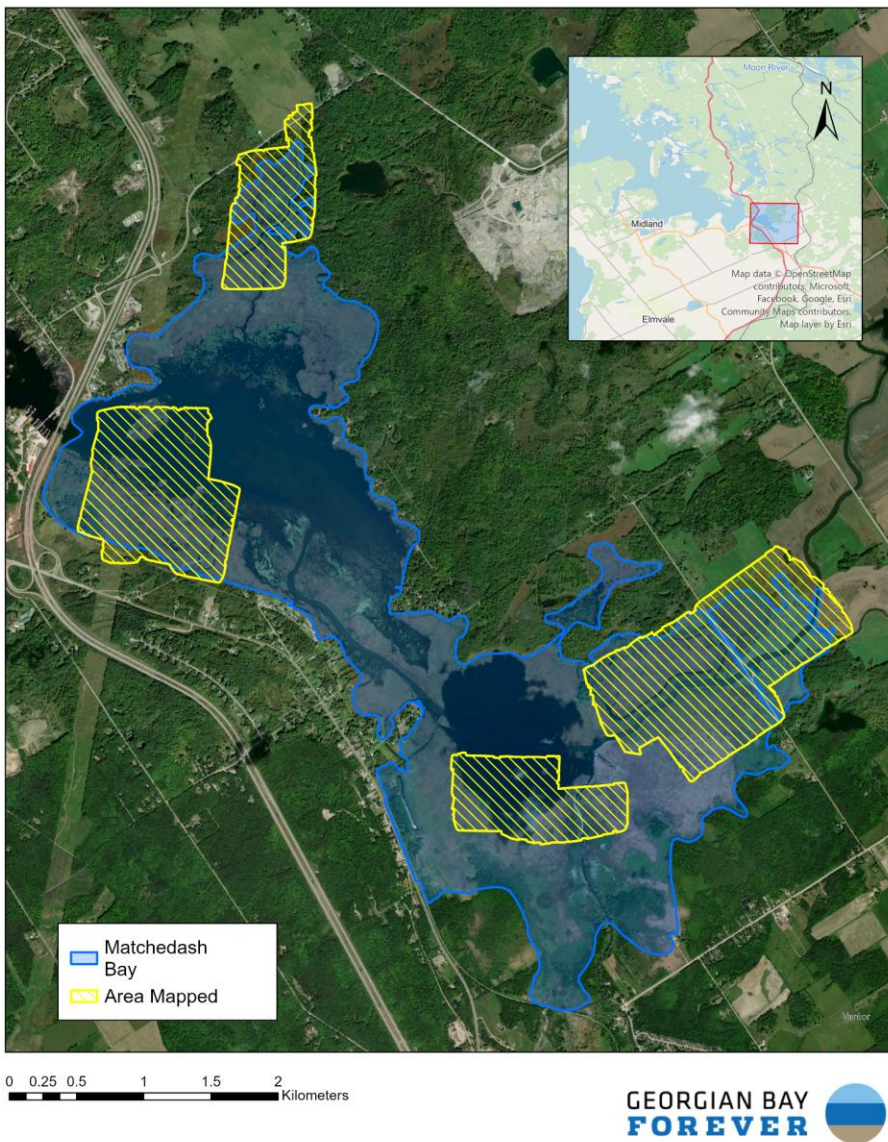 Moon River
N
Midland
Elmvale
Map data © OpenStreetMap
contributors, Microsoft,
Facebook, Google, Esri
Community Maps contributors,
Map layer by Esri
Matchedash
Bay
Area Mapped
Vantor
0 0.25 0.5 1 1.5 2
Kilometers
GEORGIAN BAY
FOREVER